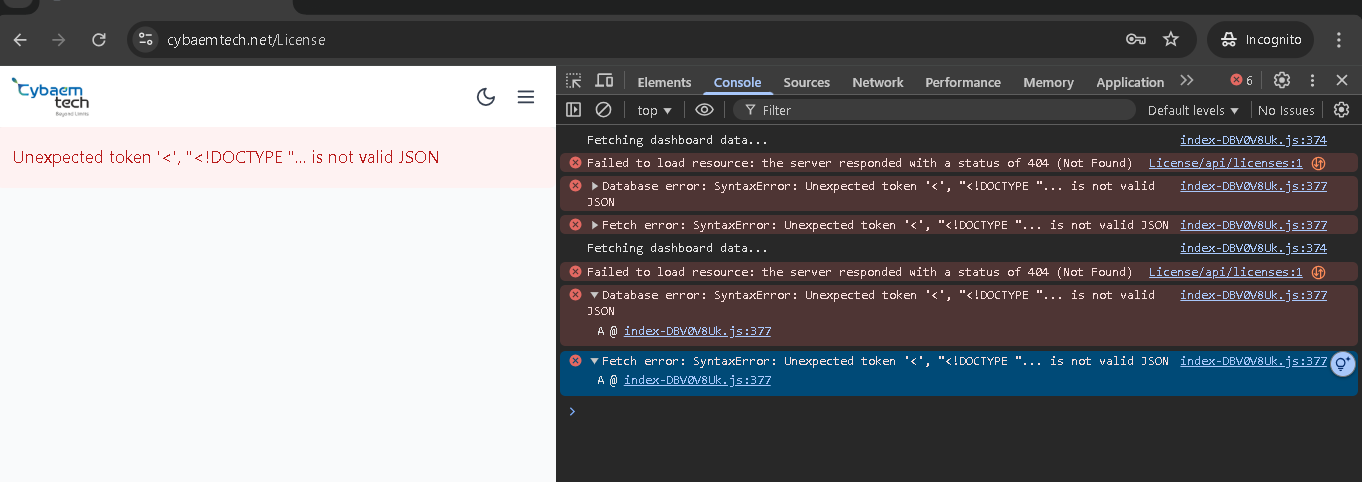 cybaemtech.net/License
Incognito
Cybaem
tech
Beyond Limits
Unexpected token '<', "<!DOCTYPE "... is not valid JSON
Elements
Console
Sources
Network
Performance
Memory
Application
6
top
Filter
Default levels
No Issues
Fetching dashboard data... index-DBV0V8Uk.js:374
Failed to load resource: the server responded with a status of 404 (Not Found) License/api/licenses:1
Database error: SyntaxError: Unexpected token '<', "<!DOCTYPE "... is not valid index-DBV0V8Uk.js:377
JSON
Fetch error: SyntaxError: Unexpected token '<', "<!DOCTYPE "... is not valid JSON index-DBV0V8Uk.js:377
Fetching dashboard data... index-DBV0V8Uk.js:374
Failed to load resource: the server responded with a status of 404 (Not Found) License/api/licenses:1
Database error: SyntaxError: Unexpected token '<', "<!DOCTYPE "... is not valid index-DBV0V8Uk.js:377
JSON
A @ index-DBV0V8Uk.js:377
Fetch error: SyntaxError: Unexpected token '<', "<!DOCTYPE "... is not valid JSON index-DBV0V8Uk.js:377
A @ index-DBV0V8Uk.js:377